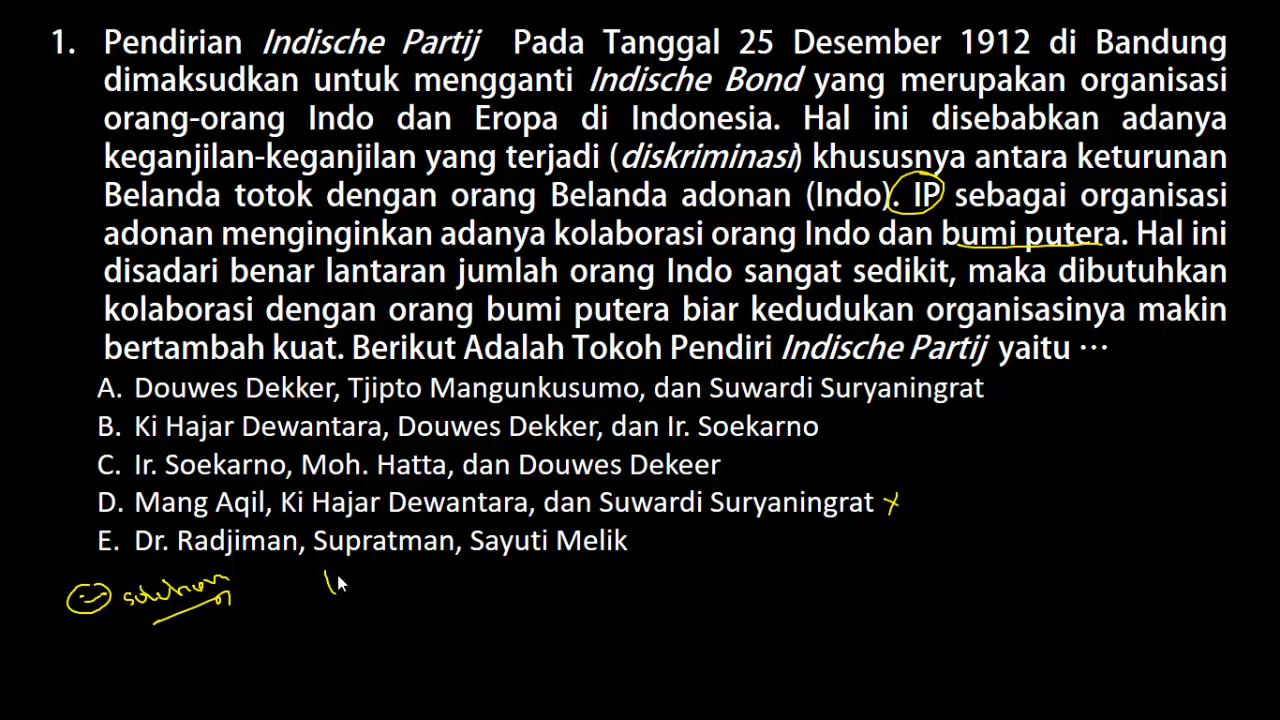 1. Pendirian Indische Partij Pada Tanggal 25 Desember 1912 di Bandung
dimaksudkan untuk mengganti Indische Bond yang merupakan organisasi
orang-orang Indo dan Eropa di Indonesia. Hal ini disebabkan adanya
keganjilan-keganjilan yang terjadi (diskriminasi) khususnya antara keturunan
Belanda totok dengan orang Belanda adonan (Indo). IP sebagai organisasi
adonan menginginkan adanya kolaborasi orang Indo dan bumi putera. Hal ini
disadari benar lantaran jumlah orang Indo sangat sedikit, maka dibutuhkan
kolaborasi dengan orang bumi putera biar kedudukan organisasinya makin
bertambah kuat. Berikut Adalah Tokoh Pendiri Indische Partij yaitu ⋯
A. Douwes Dekker, Tjipto Mangunkusumo, dan Suwardi Suryaningrat
B. Ki Hajar Dewantara, Douwes Dekker, dan Ir. Soekarno
C. Ir. Soekarno, Moh. Hatta, dan Douwes Dekeer
D. Mang Aqil, Ki Hajar Dewantara, dan Suwardi Suryaningrat x
E. Dr. Radjiman, Supratman, Sayuti Melik